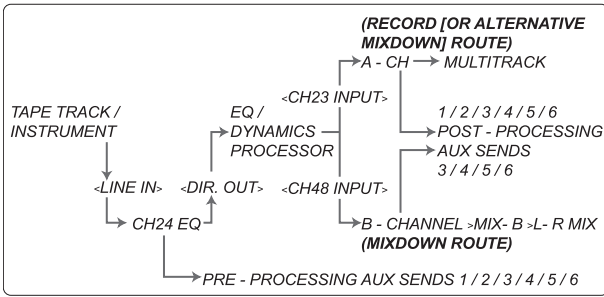 (RECORD [OR ALTERNATIVE
MIXDOWN] ROUTE)
A - CH
MULTITRACK
<CH23 INPUT>
TAPE TRACK /
INSTRUMENT
EQ /
DYNAMICS
PROCESSOR
1 / 2 / 3 / 4 / 5 / 6
POST - PROCESSING
AUX SENDS
3 / 4 / 5 / 6
<LINE IN>
<DIR. OUT>
<CH48 INPUT>
CH24 EQ
B - CHANNEL >MIX- B >L- R MIX
(MIXDOWN ROUTE)
PRE - PROCESSING AUX SENDS 1 / 2 / 3 / 4 / 5 / 6